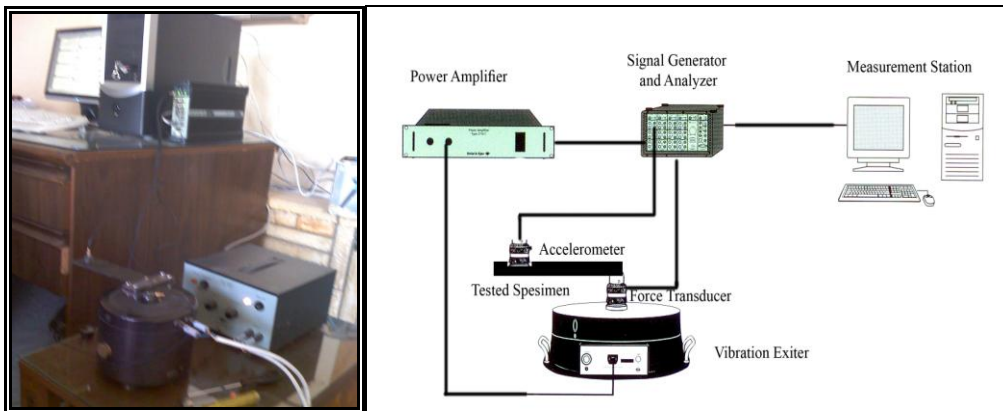 Power Amplifier
Signal Generator
and Analyzer
Measurement Station
Accelerometer
Tested Spesimen
Force Transducer
Vibration Exiter